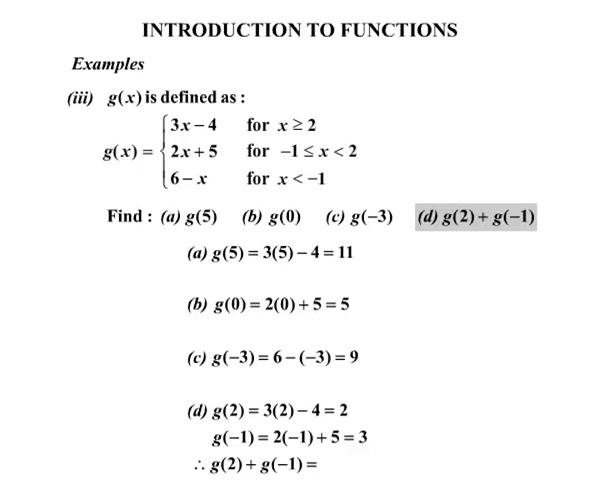 INTRODUCTION TO FUNCTIONS
Examples
(iii) g(x) is defined as :
g(x) = { 3x − 4 for x ≥ 2
2x + 5 for −1 ≤ x < 2
6 − x for x < −1
Find : (a) g(5) (b) g(0) (c) g(−3) (d) g(2) + g(−1)
(a) g(5) = 3(5) − 4 = 11
(b) g(0) = 2(0) + 5 = 5
(c) g(−3) = 6 − (−3) = 9
(d) g(2) = 3(2) − 4 = 2
g(−1) = 2(−1) + 5 = 3
∴ g(2) + g(−1) =